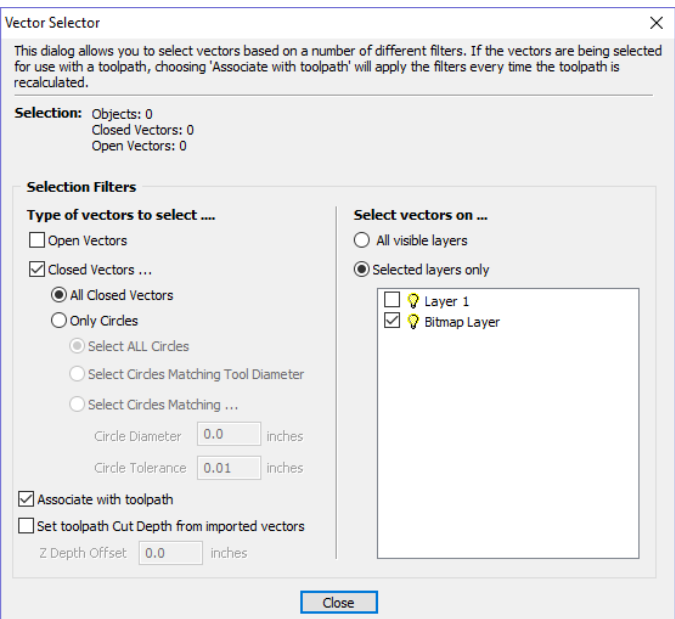 Vector Selector
This dialog allows you to select vectors based on a number of different filters. If the vectors are being selected
for use with a toolpath, choosing 'Associate with toolpath' will apply the filters every time the toolpath is
recalculated.
Selection: Objects: 0
Closed Vectors: 0
Open Vectors: 0
Selection Filters
Type of vectors to select ....
Open Vectors
Closed Vectors ...
All Closed Vectors
Only Circles
Select ALL Circles
Select Circles Matching Tool Diameter
Select Circles Matching ...
Circle Diameter 0.0 inches
Circle Tolerance 0.01 inches
Associate with toolpath
Set toolpath Cut Depth from imported vectors
Z Depth Offset 0.0 inches
Select vectors on ...
All visible layers
Selected layers only
Layer 1
Bitmap Layer
Close